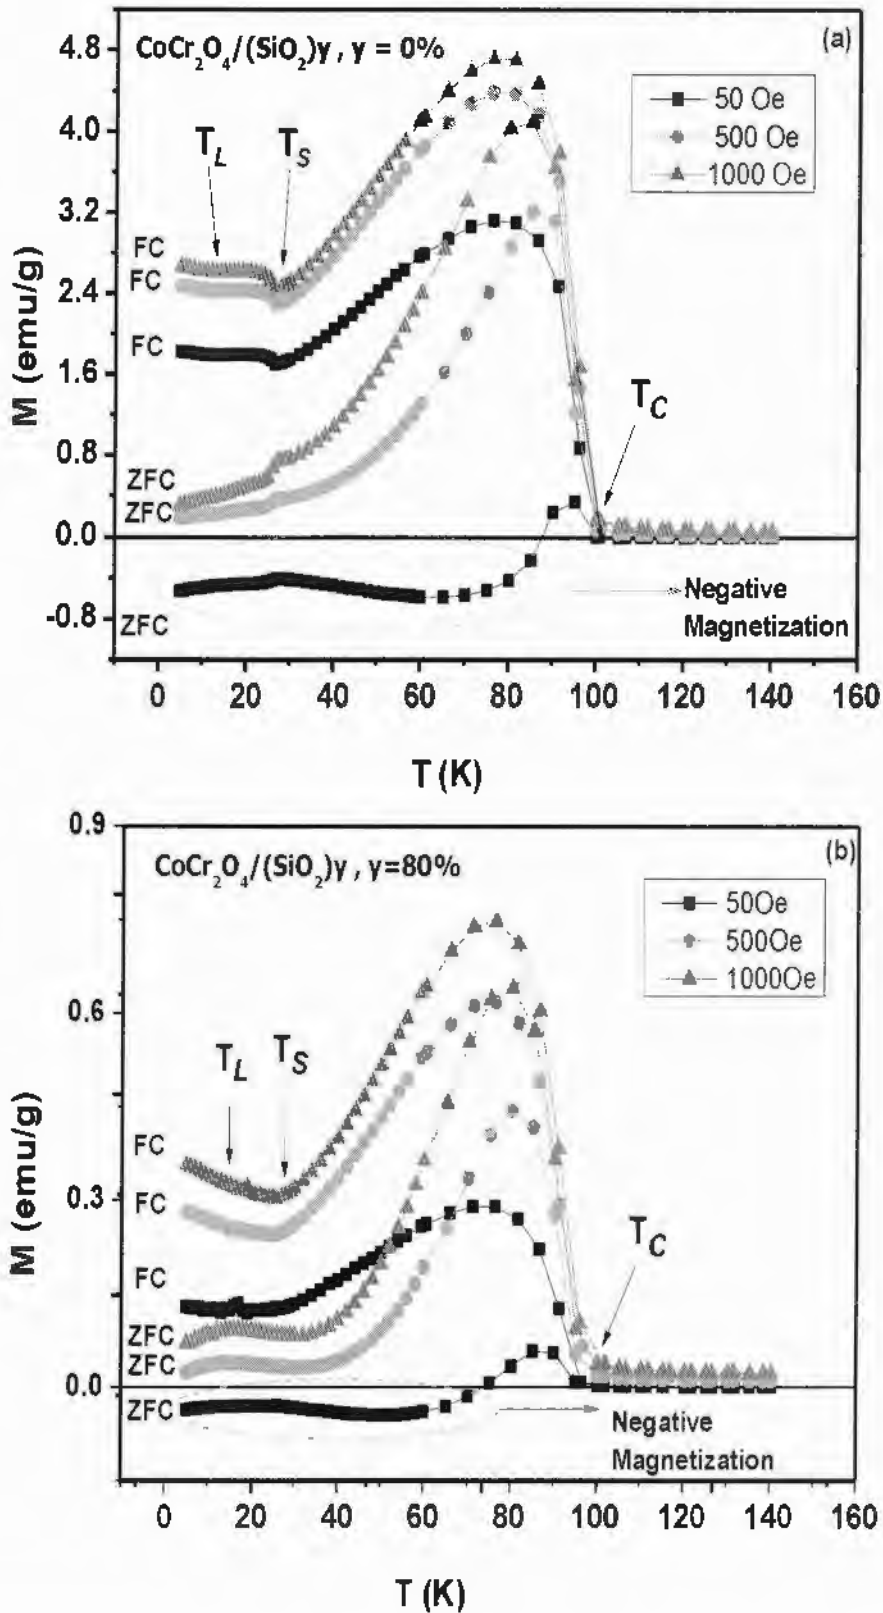 CoCr2O4/(SiO2)y , y = 0%
(a)
50 Oe
500 Oe
1000 Oe
TL
TS
TC
FC
FC
FC
ZFC
ZFC
ZFC
Negative
Magnetization
M (emu/g)
4.8
4.0
3.2
2.4
1.6
0.8
0.0
-0.8
0 20 40 60 80 100 120 140 160
T (K)
CoCr2O4/(SiO2)y , y=80%
(b)
50Oe
500Oe
1000Oe
TL
TS
TC
FC
FC
FC
ZFC
ZFC
ZFC
Negative
Magnetization
M (emu/g)
0.9
0.6
0.3
0.0
0 20 40 60 80 100 120 140 160
T (K)